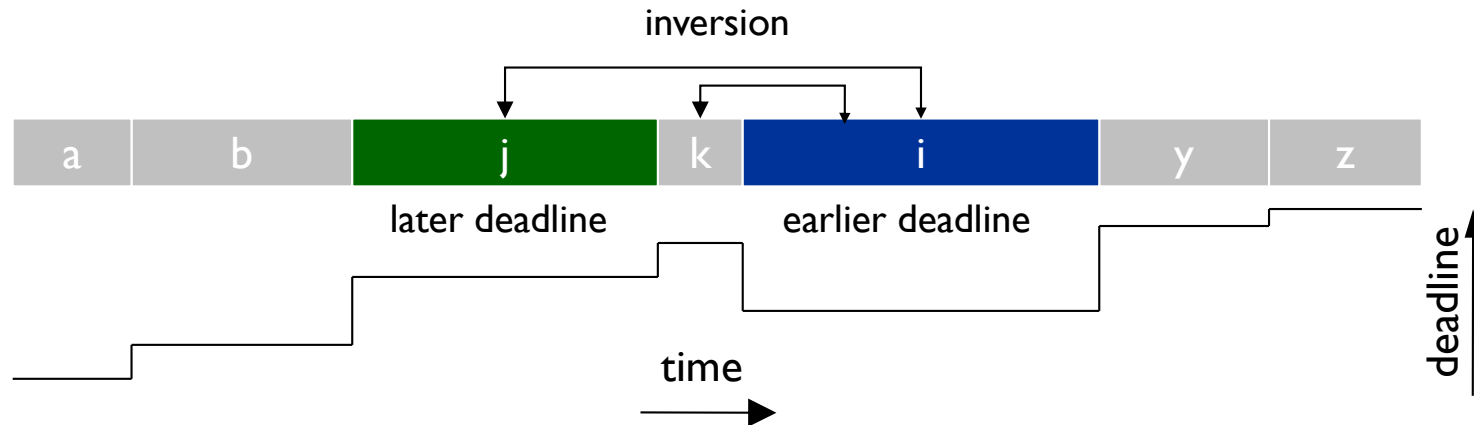 inversion
a b j k i y z
later deadline earlier deadline
deadline
time